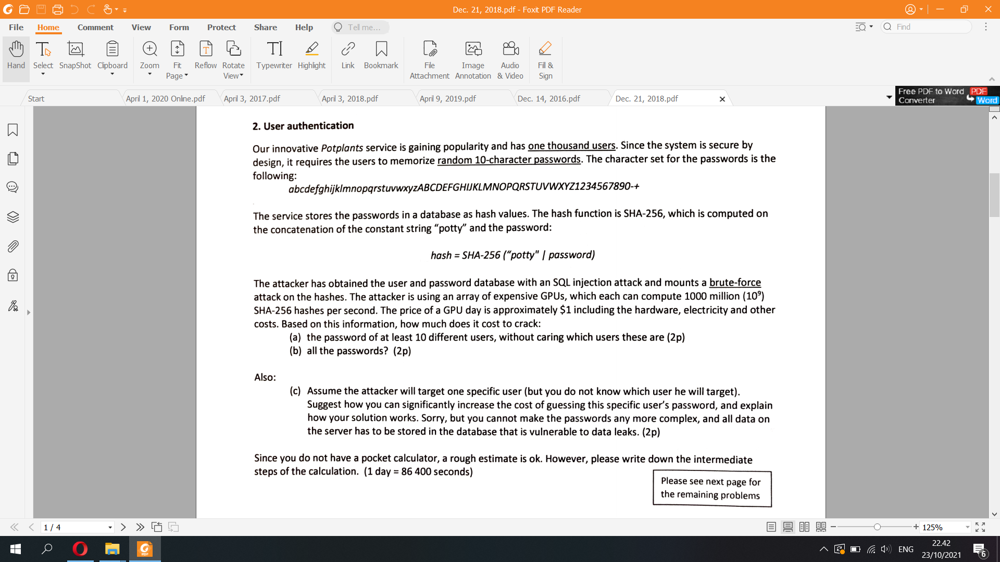 Dec. 21, 2018.pdf - Foxit PDF Reader
File Home Comment View Form Protect Share Help Tell me... Find
Hand Select SnapShot Clipboard Zoom Fit Page Reflow Rotate View Typewriter Highlight Link Bookmark File Attachment Image Annotation Audio & Video Fill & Sign
Start April 1, 2020 Online.pdf April 3, 2017.pdf April 3, 2018.pdf April 9, 2019.pdf Dec. 14, 2016.pdf Dec. 21, 2018.pdf
Free PDF to Word PDF
Converter Word
2. User authentication
Our innovative Potplants service is gaining popularity and has one thousand users. Since the system is secure by
design, it requires the users to memorize random 10-character passwords. The character set for the passwords is the
following:
abcdefghijklmnopqrstuvwxyzABCDEFGHIJKLMNOPQRSTUVWXYZ1234567890-+
The service stores the passwords in a database as hash values. The hash function is SHA-256, which is computed on
the concatenation of the constant string “potty” and the password:
hash = SHA-256 (“potty" | password)
The attacker has obtained the user and password database with an SQL injection attack and mounts a brute-force
attack on the hashes. The attacker is using an array of expensive GPUs, which each can compute 1000 million (10⁹)
SHA-256 hashes per second. The price of a GPU day is approximately $1 including the hardware, electricity and other
costs. Based on this information, how much does it cost to crack:
(a) the password of at least 10 different users, without caring which users these are (2p)
(b) all the passwords? (2p)
Also:
(c) Assume the attacker will target one specific user (but you do not know which user he will target).
Suggest how you can significantly increase the cost of guessing this specific user’s password, and explain
how your solution works. Sorry, but you cannot make the passwords any more complex, and all data on
the server has to be stored in the database that is vulnerable to data leaks. (2p)
Since you do not have a pocket calculator, a rough estimate is ok. However, please write down the intermediate
steps of the calculation. (1 day = 86 400 seconds)
Please see next page for
the remaining problems
1 / 4
125%
ENG
22.42
23/10/2021
6